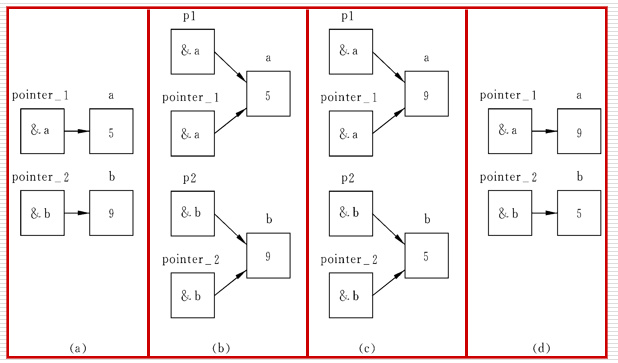 pointer_1 a
&a 5
pointer_2 b
&b 9
(a)
p1
&a a
pointer_1 5
&a
p2
&b b
pointer_2 9
&b
(b)
p1
&a a
pointer_1 9
&a
p2
&b b
pointer_2 5
&b
(c)
pointer_1 a
&a 9
pointer_2 b
&b 5
(d)